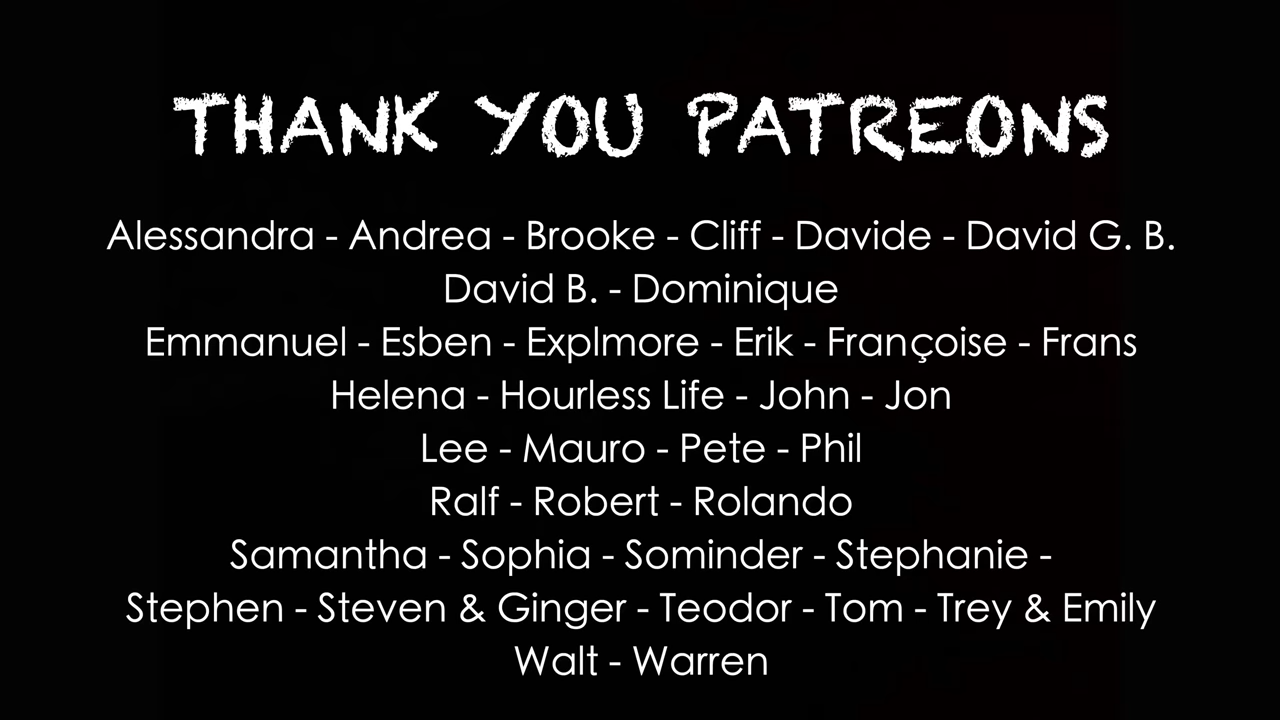 THANK YOU PATREONS
Alessandra - Andrea - Brooke - Cliff - Davide - David G. B.
David B. - Dominique
Emmanuel - Esben - Explmore - Erik - Françoise - Frans
Helena - Hourless Life - John - Jon
Lee - Mauro - Pete - Phil
Ralf - Robert - Rolando
Samantha - Sophia - Sominder - Stephanie -
Stephen - Steven & Ginger - Teodor - Tom - Trey & Emily
Walt - Warren